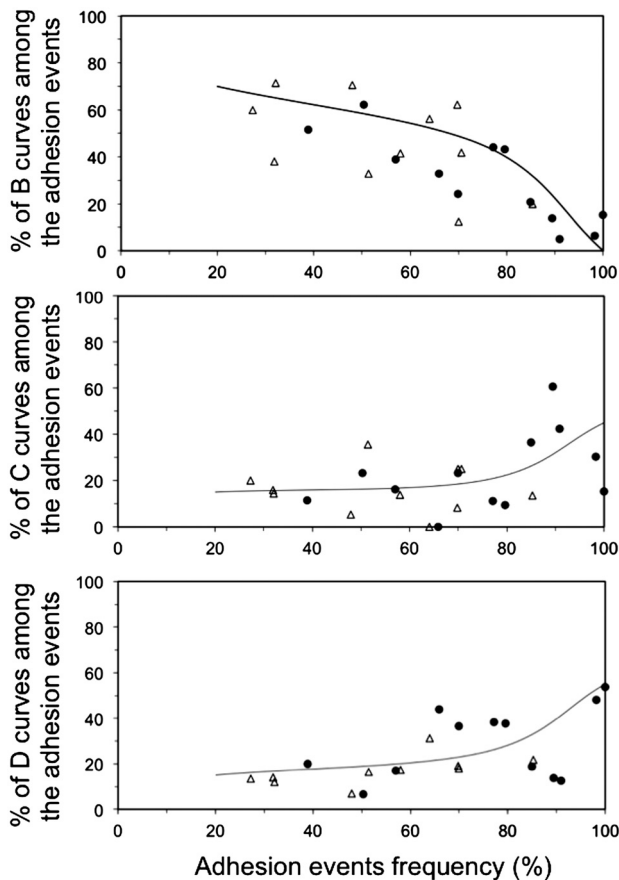 % of B curves among
the adhesion events
100
80
60
40
20
0
0 20 40 60 80 100
% of C curves among
the adhesion events
100
80
60
40
20
0
0 20 40 60 80 100
% of D curves among
the adhesion events
100
80
60
40
20
0
0 20 40 60 80 100
Adhesion events frequency (%)